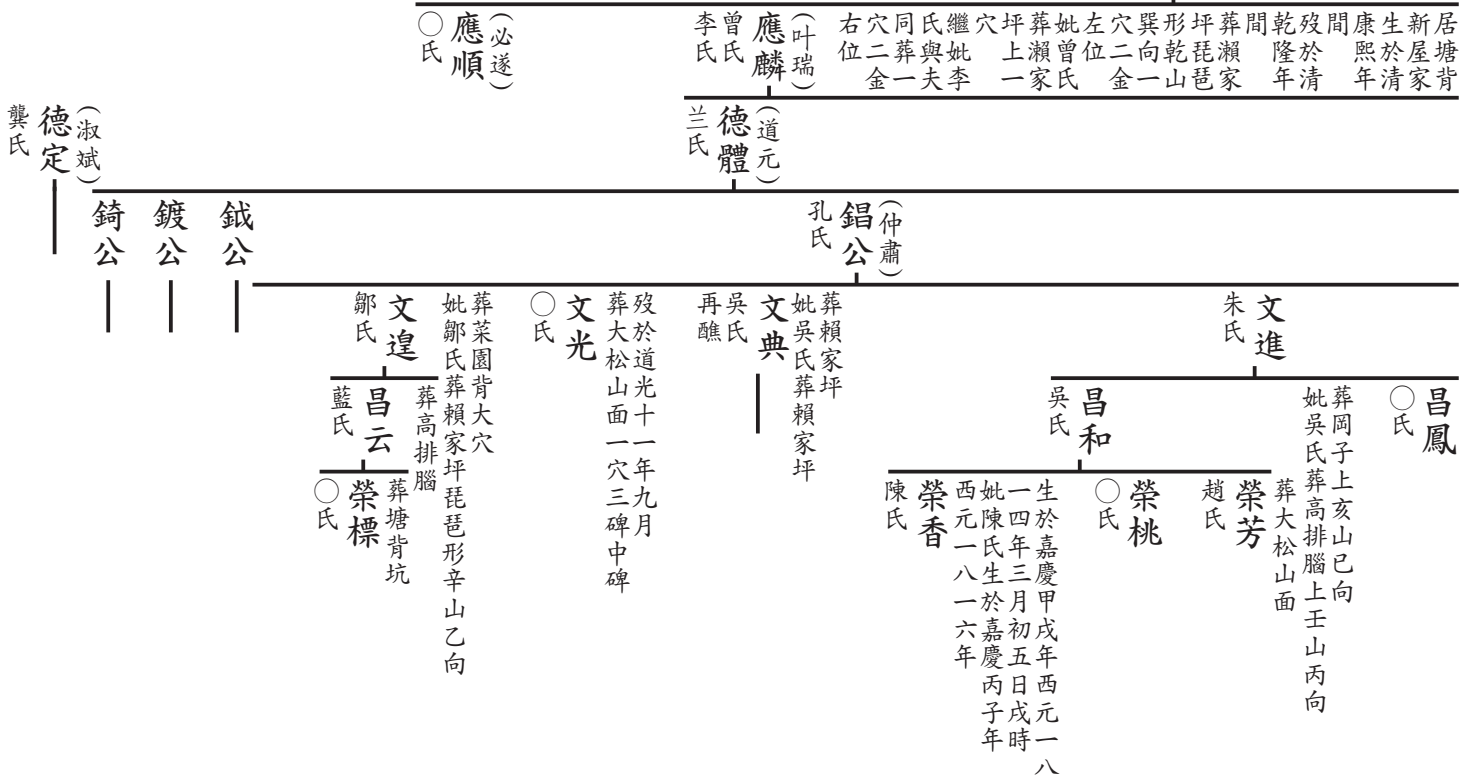 居塘背
新屋家
生於清
康熙年
間
歿於清
乾隆年
間
葬瀨家
坪琵琶
形乾山
巽向一
穴二金
左位
妣曾氏
葬瀨家
坪上一
穴
繼妣李
氏與夫
同葬一
穴二金
右位
(叶瑞)
應麟
曾氏
李氏
(必遂)
應順
○氏
(道元)
德體
兰氏
(淑斌)
德定
龔氏
(仲肅)
錩公
孔氏
鉞公
鍍公
錡公
文進
朱氏
葬賴家坪
妣吳氏葬賴家坪
文典
吳氏
再醮
歿於道光十一年九月
葬大松山面一穴三碑中碑
文光
○氏
葬菜園背大穴
妣鄒氏葬賴家坪琵琶形辛山乙向
文遑
鄒氏
昌鳳
○氏
葬岡子上亥山巳向
妣吳氏葬高排腦上壬山丙向
昌和
吳氏
葬高排腦
昌云
藍氏
葬大松山面
榮芳
趙氏
榮桃
○氏
生於嘉慶甲戌年西元一八
一四年三月初五日戌時
妣陳氏生於嘉慶丙子年
西元一八一六年
榮香
陳氏
葬塘背坑
榮標
○氏